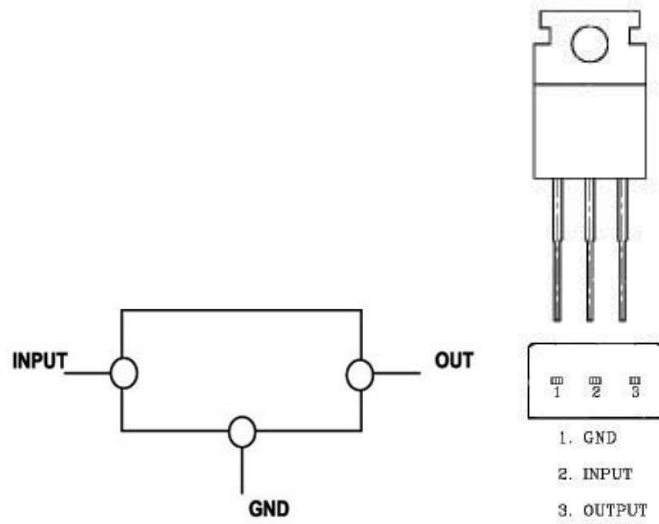 INPUT
OUT
GND
1 2 3
1. GND
2. INPUT
3. OUTPUT